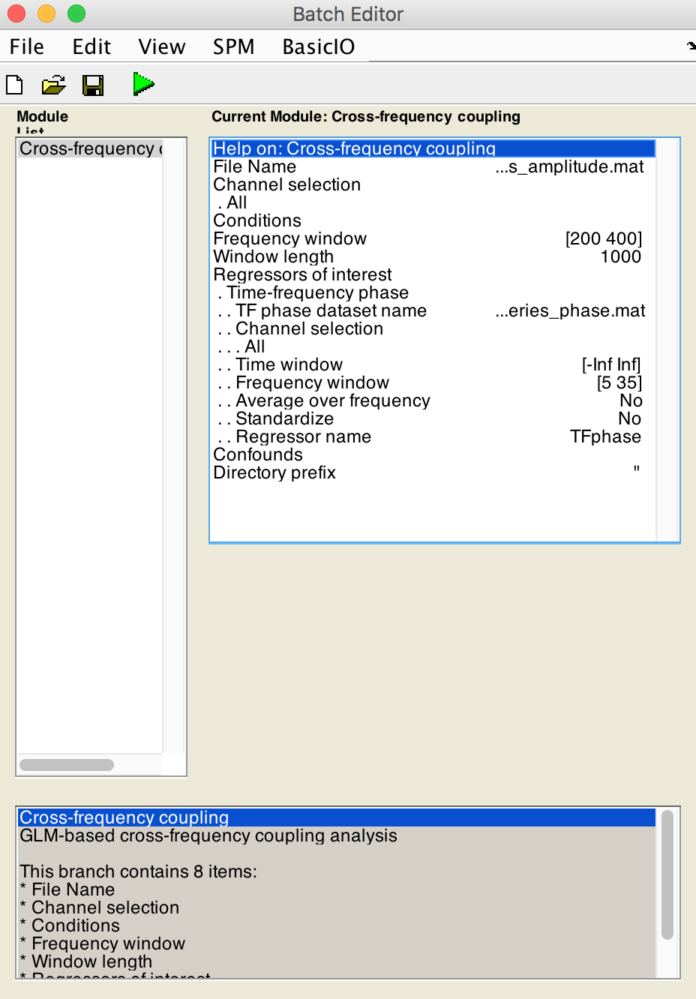 Batch Editor
File Edit View SPM BasicIO
Module
List
Current Module: Cross-frequency coupling
Cross-frequency
Help on: Cross-frequency coupling
File Name ...s_amplitude.mat
Channel selection
. All
Conditions
Frequency window [200 400]
Window length 1000
Regressors of interest
. Time-frequency phase
. . TF phase dataset name ...eries_phase.mat
. . Channel selection
. . . All
. . Time window [-Inf Inf]
. . Frequency window [5 35]
. . Average over frequency No
. . Standardize No
. . Regressor name TFphase
Confounds
Directory prefix "
Cross-frequency coupling
GLM-based cross-frequency coupling analysis
This branch contains 8 items:
* File Name
* Channel selection
* Conditions
* Frequency window
* Window length
* Regressors of interest